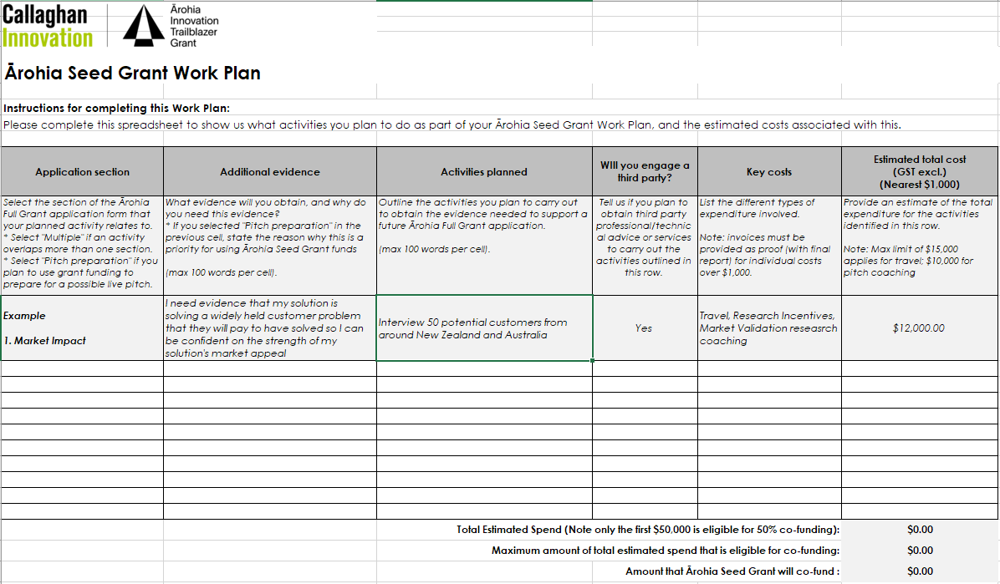 Callaghan
Innovation
Ārohia
Innovation
Trailblazer
Grant
Ārohia Seed Grant Work Plan
Instructions for completing this Work Plan:
Please complete this spreadsheet to show us what activities you plan to do as part of your Ārohia Seed Grant Work Plan, and the estimated costs associated with this.
Application section
Additional evidence
Activities planned
Will you engage a
third party?
Key costs
Estimated total cost
(GST excl.)
(Nearest $1,000)
Select the section of the Ārohia
Full Grant application form that
your planned activity relates to.
* Select "Multiple" if an activity
overlaps more than one section.
* Select "Pitch preparation" if you
plan to use grant funding to
prepare for a possible live pitch.
What evidence will you obtain, and why do
you need this evidence?
* If you selected "Pitch preparation" in the
previous cell, state the reason why this is a
priority for using Ārohia Seed Grant funds
(max 100 words per cell).
Outline the activities you plan to carry out
to obtain the evidence needed to support a
future Ārohia Full Grant application.
(max 100 words per cell).
Tell us if you plan to
obtain third party
professional/technic
al advice or services
to carry out the
activities outlined in
this row.
List the different types of
expenditure involved.
Note: invoices must be
provided as proof (with final
report) for individual costs
over $1,000.
Provide an estimate of the total
expenditure for the activities
identified in this row.
Note: Max limit of $15,000
applies for travel; $10,000 for
pitch coaching
Example
1. Market Impact
I need evidence that my solution is
solving a widely held customer problem
that they will pay to have solved so I can
be confident on the strength of my
solution's market appeal
Interview 50 potential customers from
around New Zealand and Australia
Yes
Travel, Research Incentives,
Market Validation reseasrch
coaching
$12,000.00
Total Estimated Spend (Note only the first $50,000 is eligible for 50% co-funding):
$0.00
Maximum amount of total estimated spend that is eligible for co-funding:
$0.00
Amount that Ārohia Seed Grant will co-fund :
$0.00